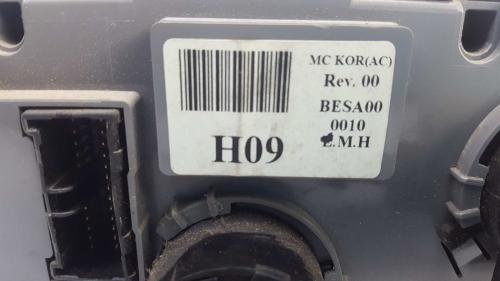 MC KOR(AC)
Rev. 00
BESA00
0010
L.M.H
H09